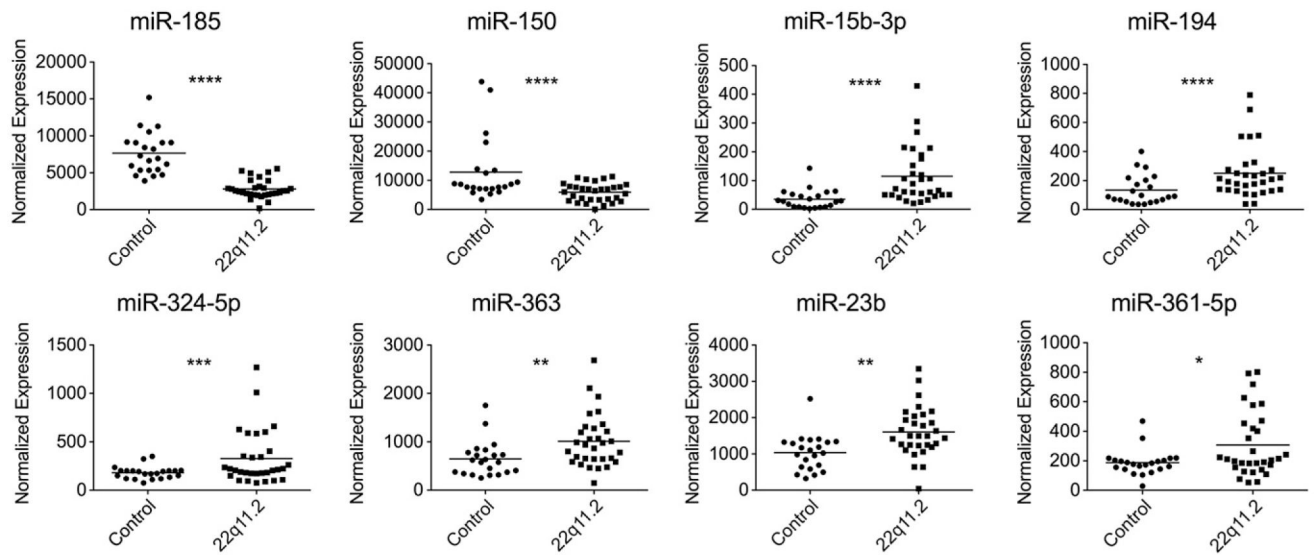 miR-185
Normalized Expression
20000
15000
10000
5000
0
****
Control
22q11.2
miR-150
Normalized Expression
50000
40000
30000
20000
10000
0
****
Control
22q11.2
miR-15b-3p
Normalized Expression
500
400
300
200
100
0
****
Control
22q11.2
miR-194
Normalized Expression
1000
800
600
400
200
0
****
Control
22q11.2
miR-324-5p
Normalized Expression
1500
1000
500
0
***
Control
22q11.2
miR-363
Normalized Expression
3000
2000
1000
0
**
Control
22q11.2
miR-23b
Normalized Expression
4000
3000
2000
1000
0
**
Control
22q11.2
miR-361-5p
Normalized Expression
1000
800
600
400
200
0
*
Control
22q11.2